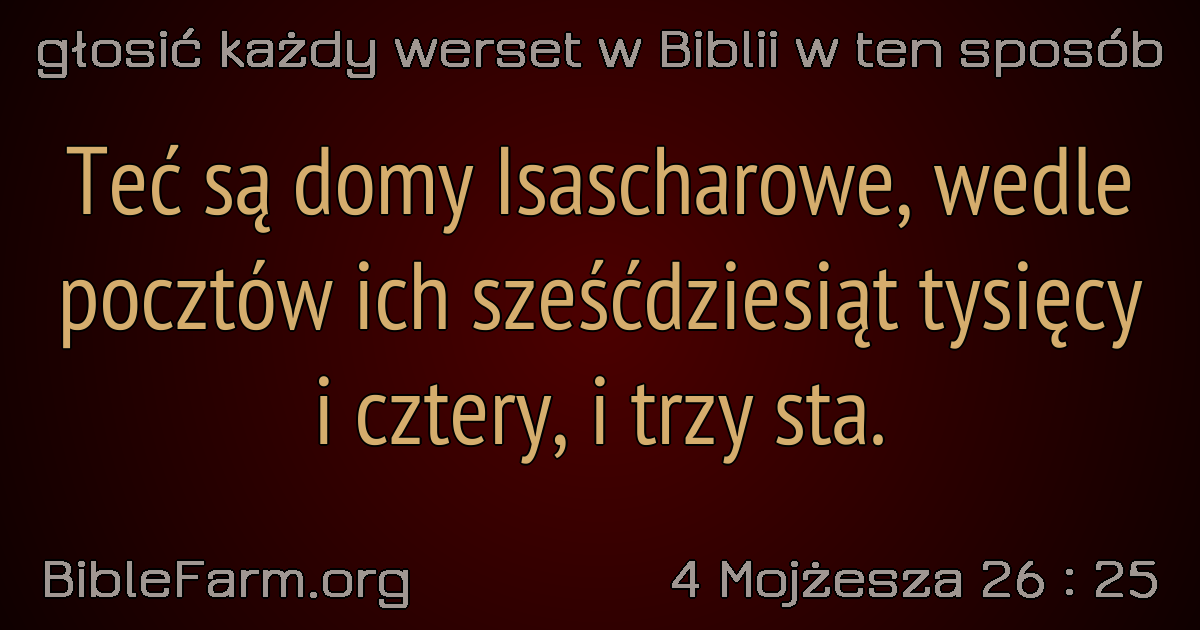 głosić każdy werset w Biblii w ten sposób
Teć są domy Isascharowe, wedle
pocztów ich sześćdziesiąt tysięcy
i cztery, i trzy sta.
BibleFarm.org
4 Mojżesza 26 : 25